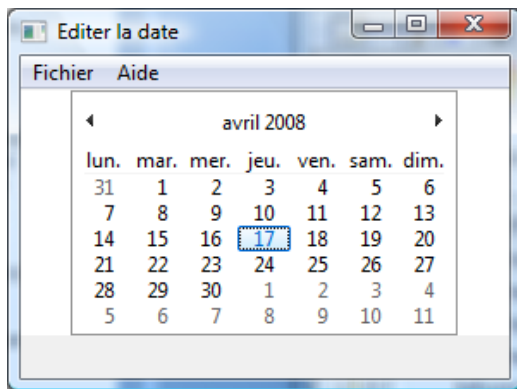 Editer la date
Fichier Aide
avril 2008
lun. mar. mer. jeu. ven. sam. dim.
31 1 2 3 4 5 6
7 8 9 10 11 12 13
14 15 16 17 18 19 20
21 22 23 24 25 26 27
28 29 30 1 2 3 4
5 6 7 8 9 10 11